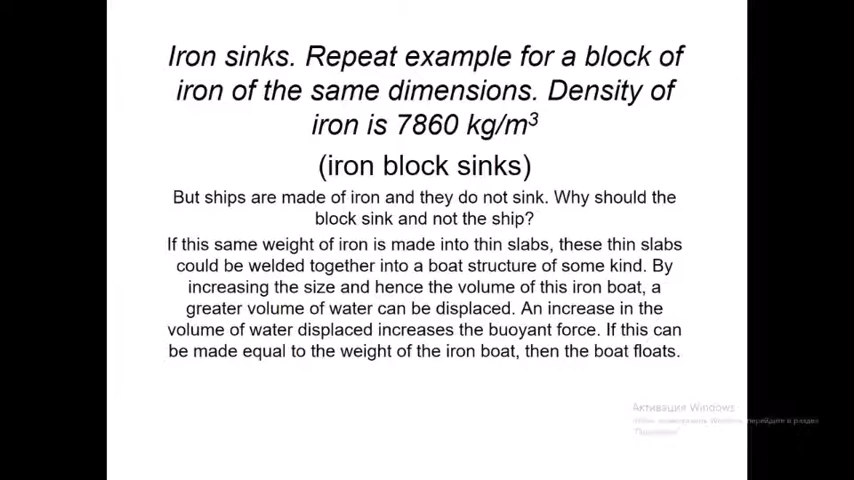 Iron sinks. Repeat example for a block of
iron of the same dimensions. Density of
iron is 7860 kg/m³
(iron block sinks)
But ships are made of iron and they do not sink. Why should the
block sink and not the ship?
If this same weight of iron is made into thin slabs, these thin slabs
could be welded together into a boat structure of some kind. By
increasing the size and hence the volume of this iron boat, a
greater volume of water can be displaced. An increase in the
volume of water displaced increases the buoyant force. If this can
be made equal to the weight of the iron boat, then the boat floats.
Активация Windows
Windows, перейдите в раздел